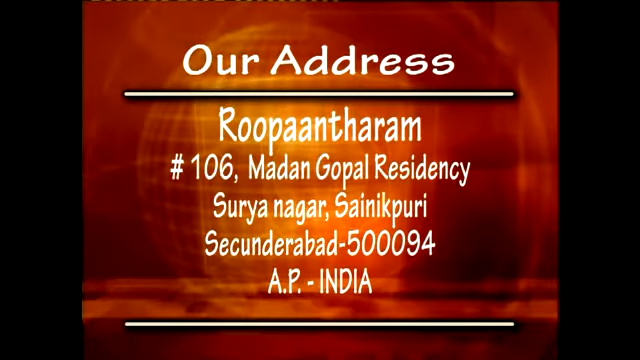 Our Address
Roopaantharam
# 106, Madan Gopal Residency
Surya nagar, Sainikpuri
Secunderabad-500094
A.P. - INDIA